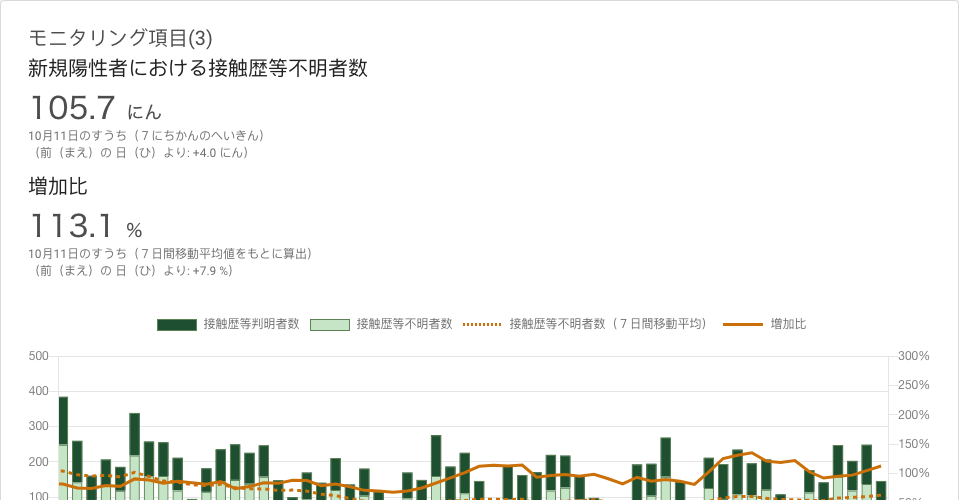 モニタリング項目(3)
新規陽性者における接触歴等不明者数
105.7 にん
10月11日のすうち（７にちかんのへいきん）
（前（まえ）の 日（ひ）より: +4.0 にん）
増加比
113.1 %
10月11日のすうち（７日間移動平均値をもとに算出）
（前（まえ）の 日（ひ）より: +7.9 %）
接触歴等判明者数 接触歴等不明者数 接触歴等不明者数（７日間移動平均） 増加比
500 300%
250%
400
200%
300
150%
200
100%
100
50%